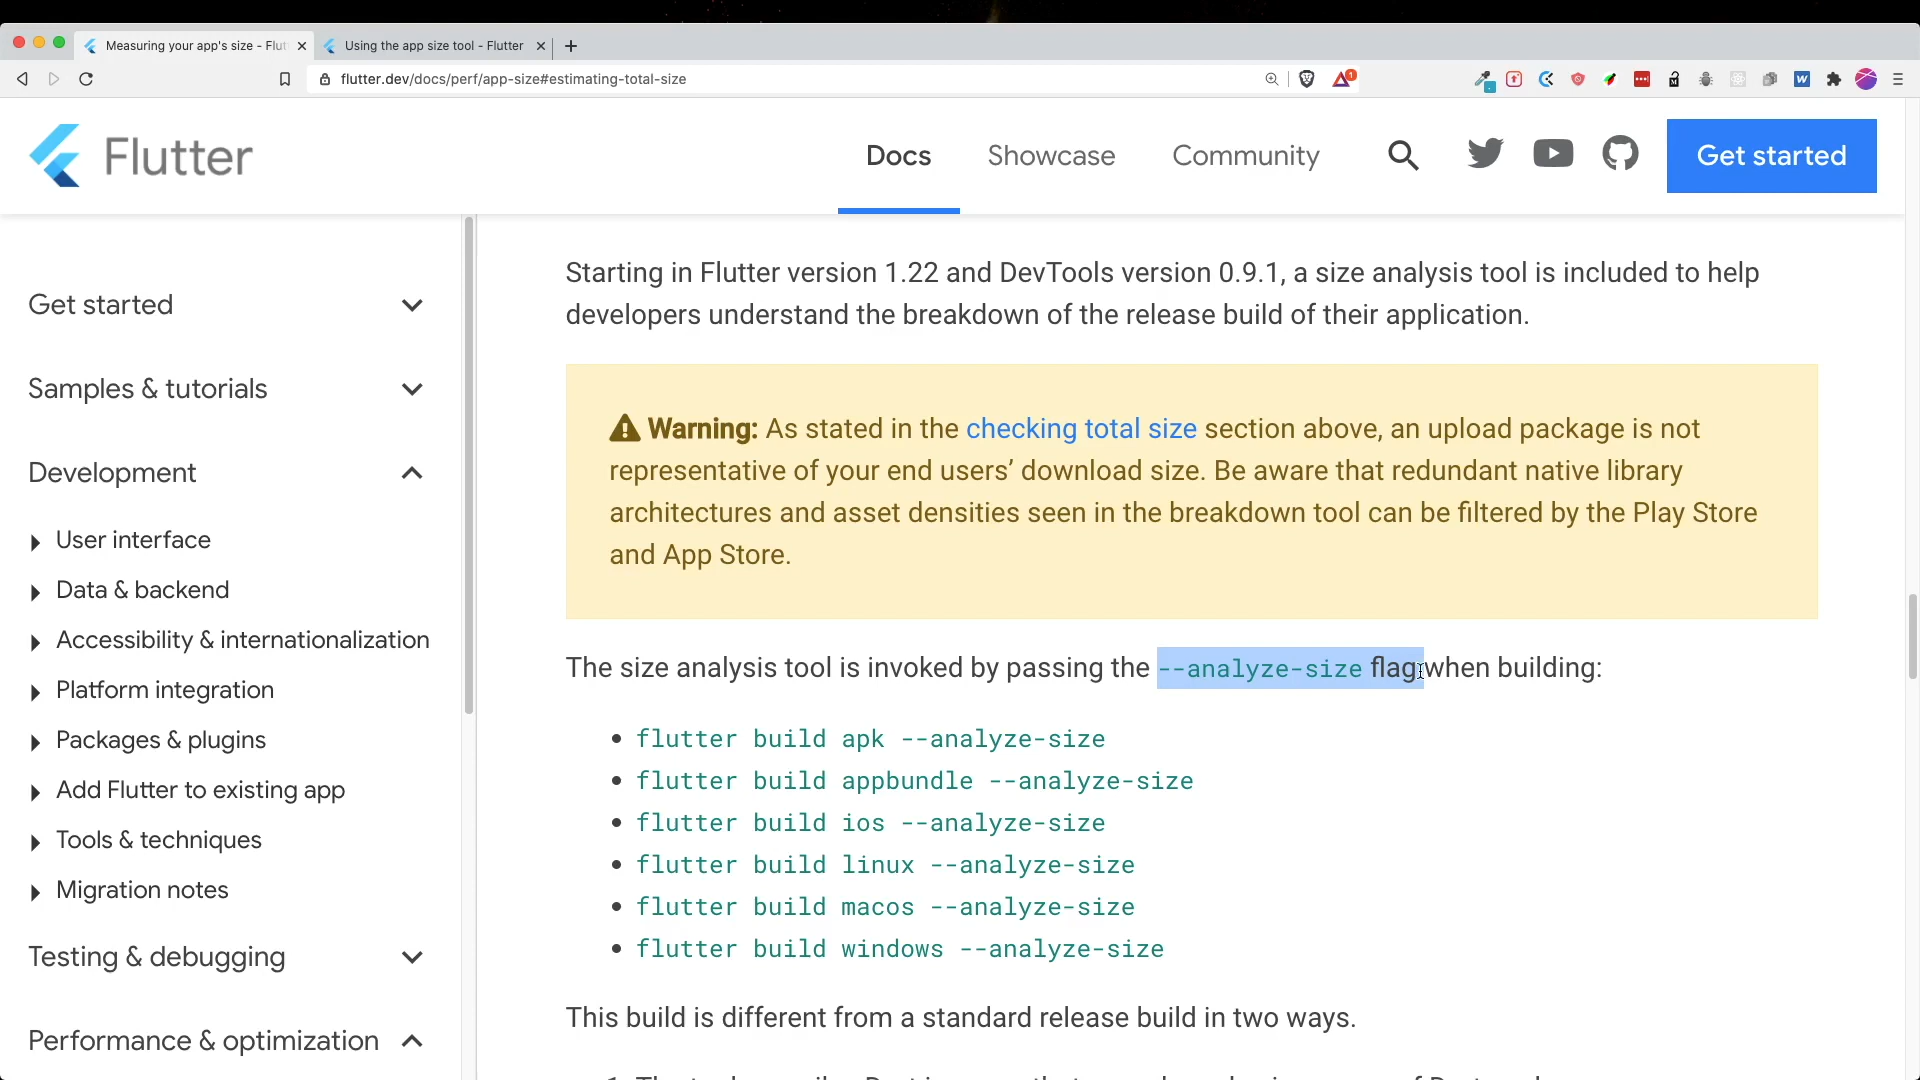 Measuring your app's size - Flut
Using the app size tool - Flutter
flutter.dev/docs/perf/app-size#estimating-total-size
1
W
Flutter
Docs
Showcase
Community
Get started
Get started
Samples & tutorials
Development
User interface
Data & backend
Accessibility & internationalization
Platform integration
Packages & plugins
Add Flutter to existing app
Tools & techniques
Migration notes
Testing & debugging
Performance & optimization
Starting in Flutter version 1.22 and DevTools version 0.9.1, a size analysis tool is included to help
developers understand the breakdown of the release build of their application.
Warning: As stated in the checking total size section above, an upload package is not
representative of your end users’ download size. Be aware that redundant native library
architectures and asset densities seen in the breakdown tool can be filtered by the Play Store
and App Store.
The size analysis tool is invoked by passing the --analyze-size flag when building:
• flutter build apk --analyze-size
• flutter build appbundle --analyze-size
• flutter build ios --analyze-size
• flutter build linux --analyze-size
• flutter build macos --analyze-size
• flutter build windows --analyze-size
This build is different from a standard release build in two ways.